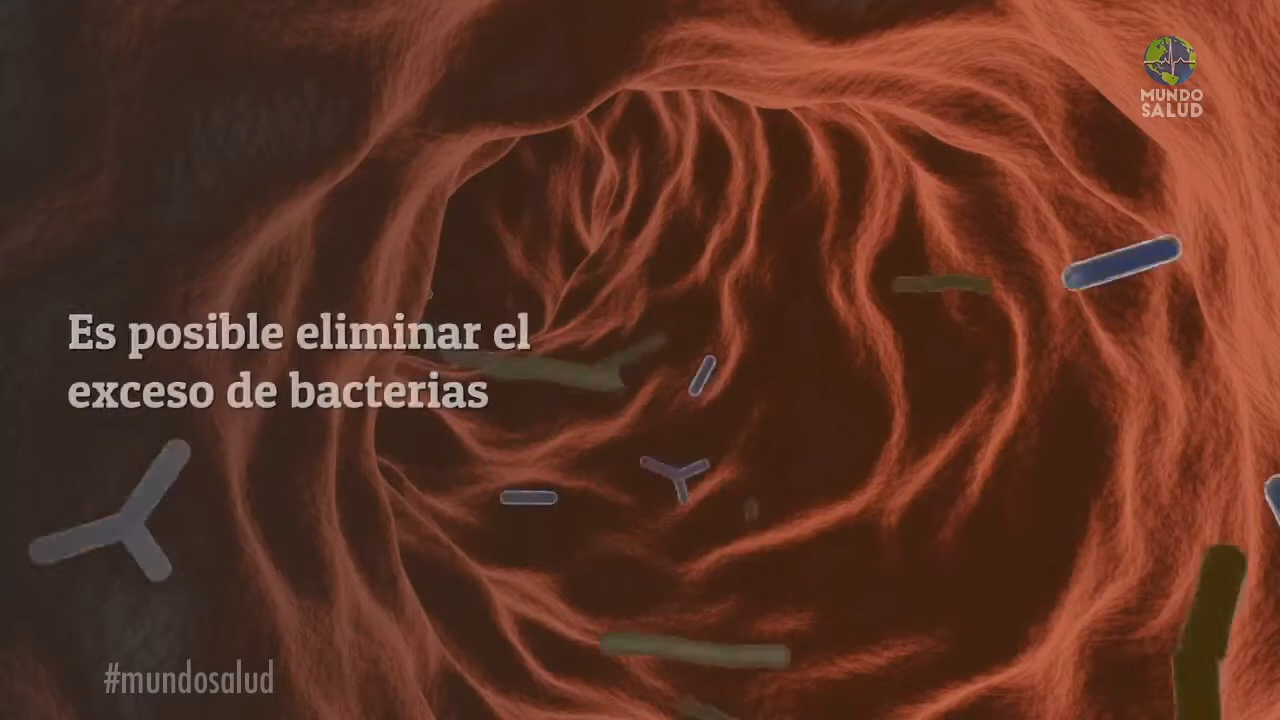 MUNDO
SALUD
Es posible eliminar el
exceso de bacterias
#mundosalud